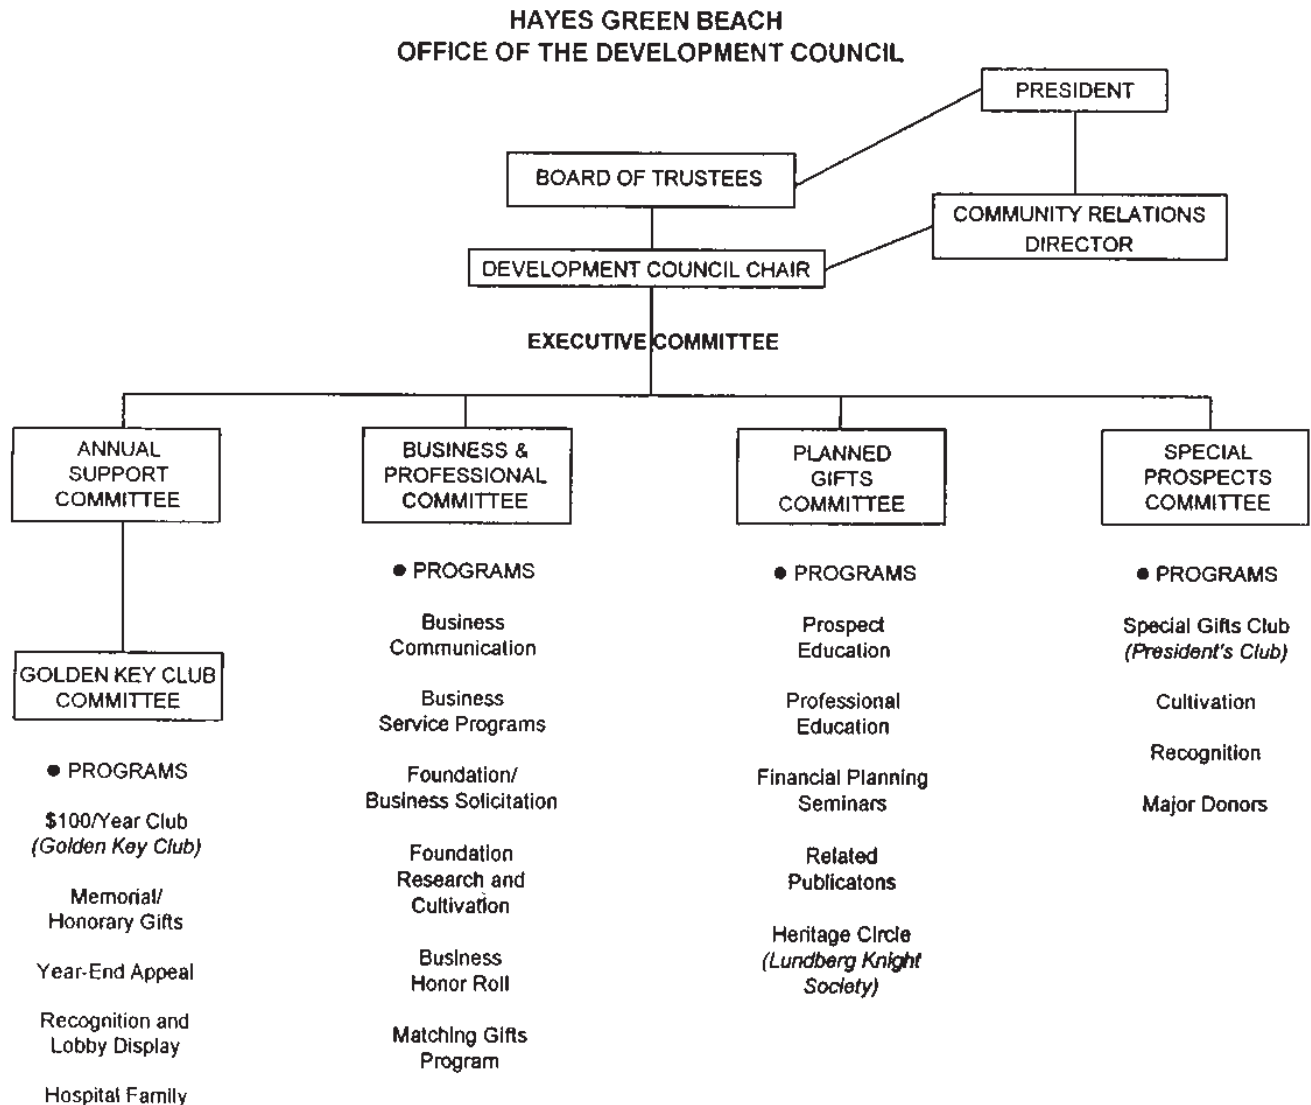 HAYES GREEN BEACH
OFFICE OF THE DEVELOPMENT COUNCIL
PRESIDENT
BOARD OF TRUSTEES
COMMUNITY RELATIONS
DIRECTOR
DEVELOPMENT COUNCIL CHAIR
EXECUTIVE COMMITTEE
ANNUAL
SUPPORT
COMMITTEE
GOLDEN KEY CLUB
COMMITTEE
● PROGRAMS
$100/Year Club
(Golden Key Club)
Memorial/
Honorary Gifts
Year-End Appeal
Recognition and
Lobby Display
Hospital Family
BUSINESS &
PROFESSIONAL
COMMITTEE
● PROGRAMS
Business
Communication
Business
Service Programs
Foundation/
Business Solicitation
Foundation
Research and
Cultivation
Business
Honor Roll
Matching Gifts
Program
PLANNED
GIFTS
COMMITTEE
● PROGRAMS
Prospect
Education
Professional
Education
Financial Planning
Seminars
Related
Publicatons
Heritage Circle
(Lundberg Knight
Society)
SPECIAL
PROSPECTS
COMMITTEE
● PROGRAMS
Special Gifts Club
(President's Club)
Cultivation
Recognition
Major Donors